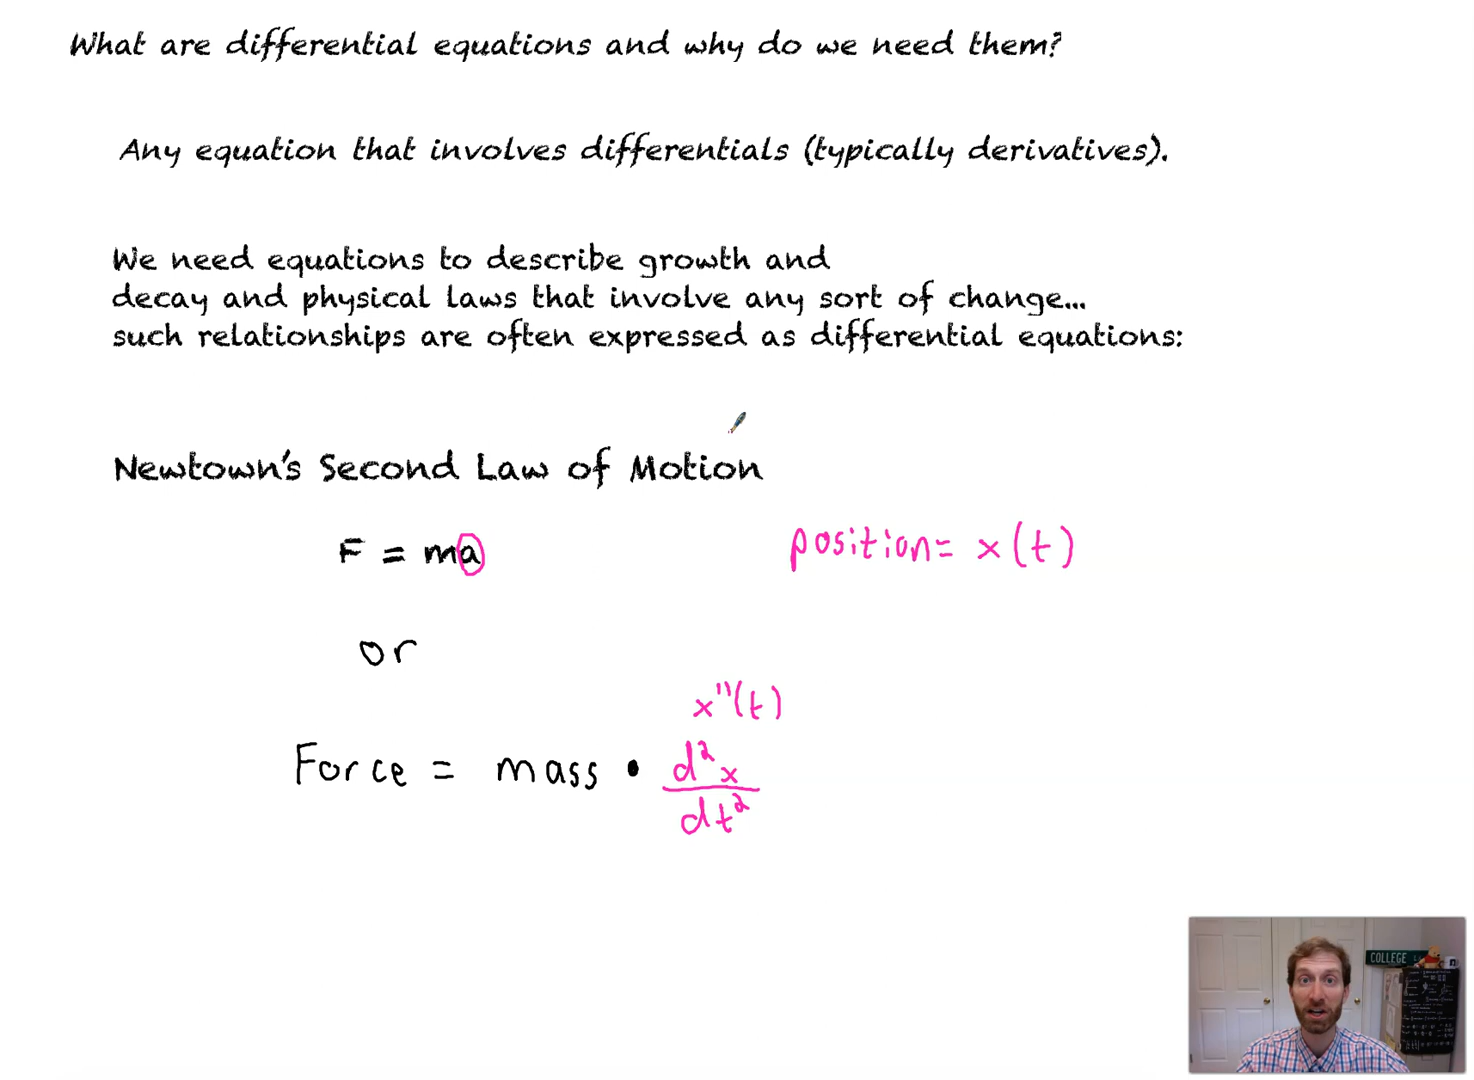 What are differential equations and why do we need them?
Any equation that involves differentials (typically derivatives).
We need equations to describe growth and
decay and physical laws that involve any sort of change...
such relationships are often expressed as differential equations:
Newtown's Second Law of Motion
F = ma
position= x(t)
or
x''(t)
Force = mass • d²x/dt²
COLLEGE